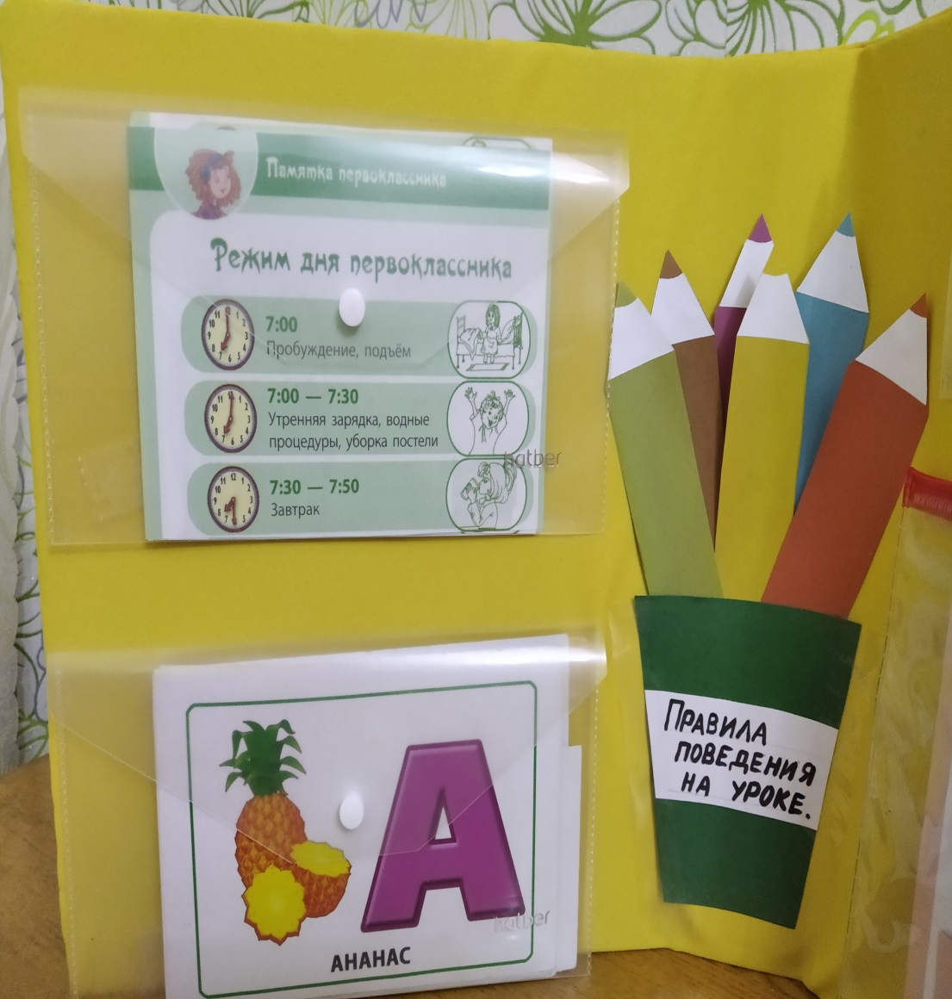 Памятка первоклассника
Режим дня первоклассника
7:00
Пробуждение, подъём
7:00 — 7:30
Утренняя зарядка, водные
процедуры, уборка постели
7:30 — 7:50
Завтрак
hatber
Правила
поведения
на уроке.
А
АНАНАС
hatber